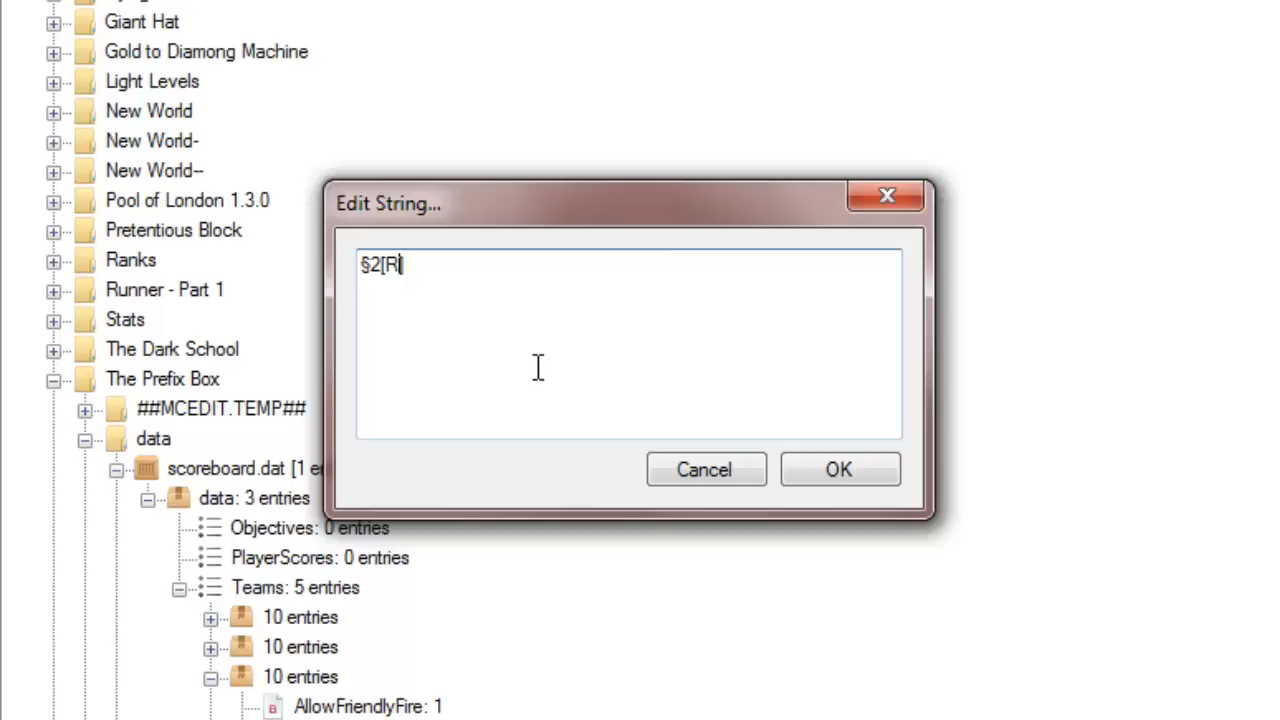 Giant Hat
Gold to Diamong Machine
Light Levels
New World
New World-
New World--
Pool of London 1.3.0
Pretentious Block
Ranks
Runner - Part 1
Stats
The Dark School
The Prefix Box
##MCEDIT.TEMP##
data
scoreboard.dat [1 e
data: 3 entries
Objectives: 0 entries
PlayerScores: 0 entries
Teams: 5 entries
10 entries
10 entries
10 entries
AllowFriendlyFire: 1
Edit String...
§2[R
Cancel OK